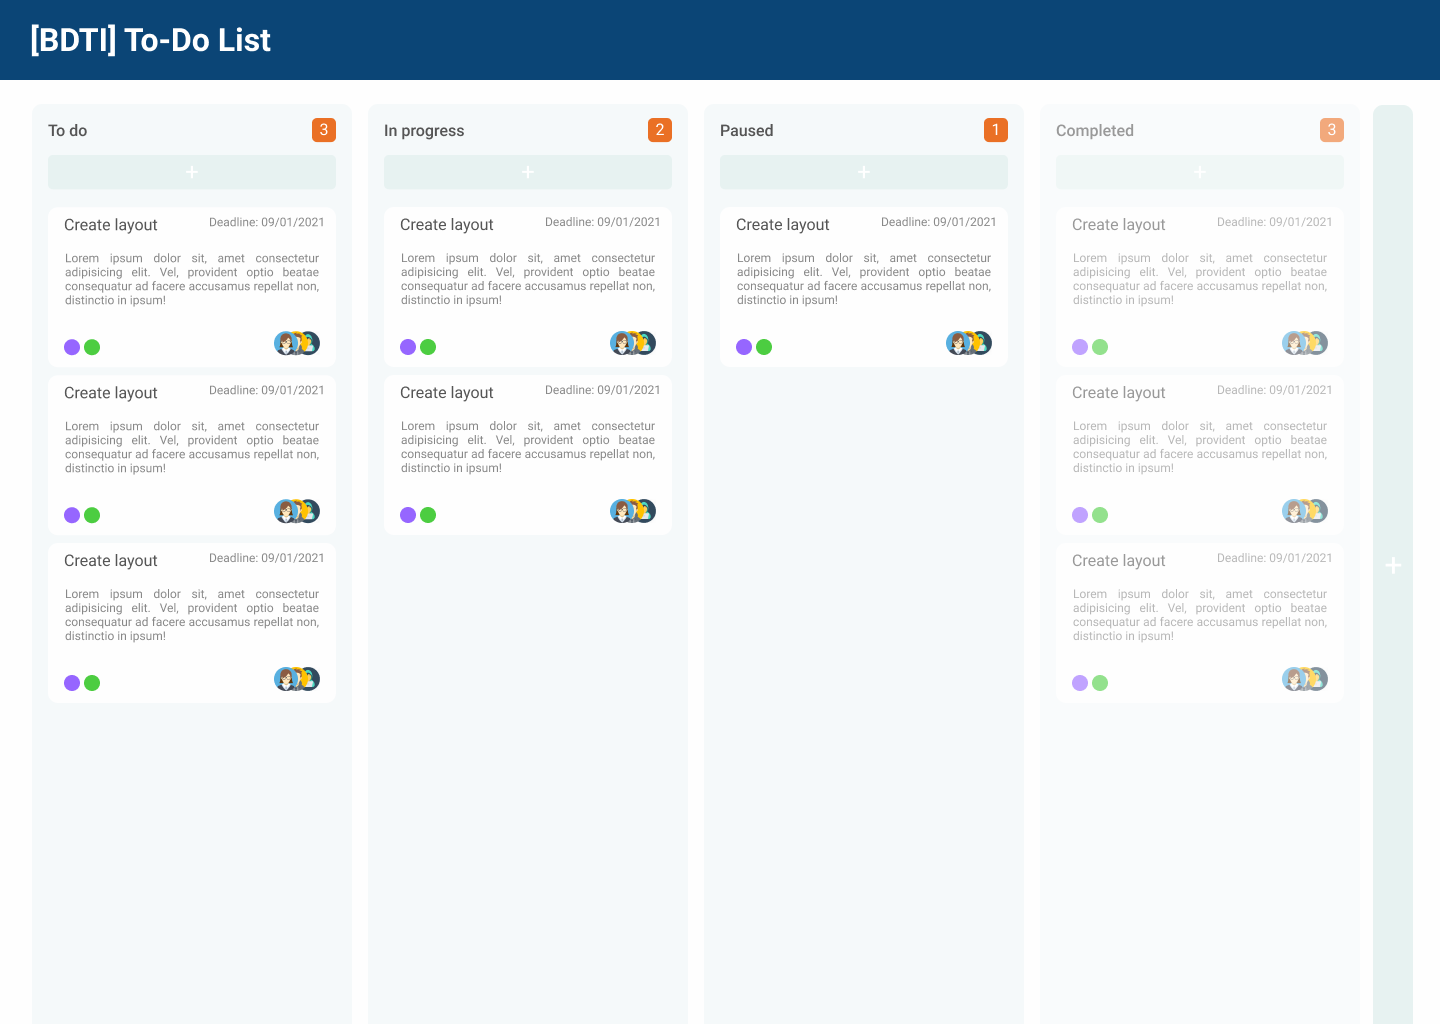 [BDTI] To-Do List
To do
3
+
Create layout
Deadline: 09/01/2021
Lorem ipsum dolor sit, amet consectetur
adipisicing elit. Vel, provident optio beatae
consequatur ad facere accusamus repellat non,
distinctio in ipsum!
Create layout
Deadline: 09/01/2021
Lorem ipsum dolor sit, amet consectetur
adipisicing elit. Vel, provident optio beatae
consequatur ad facere accusamus repellat non,
distinctio in ipsum!
Create layout
Deadline: 09/01/2021
Lorem ipsum dolor sit, amet consectetur
adipisicing elit. Vel, provident optio beatae
consequatur ad facere accusamus repellat non,
distinctio in ipsum!
In progress
2
+
Create layout
Deadline: 09/01/2021
Lorem ipsum dolor sit, amet consectetur
adipisicing elit. Vel, provident optio beatae
consequatur ad facere accusamus repellat non,
distinctio in ipsum!
Create layout
Deadline: 09/01/2021
Lorem ipsum dolor sit, amet consectetur
adipisicing elit. Vel, provident optio beatae
consequatur ad facere accusamus repellat non,
distinctio in ipsum!
Paused
1
+
Create layout
Deadline: 09/01/2021
Lorem ipsum dolor sit, amet consectetur
adipisicing elit. Vel, provident optio beatae
consequatur ad facere accusamus repellat non,
distinctio in ipsum!
Completed
3
+
Create layout
Deadline: 09/01/2021
Lorem ipsum dolor sit, amet consectetur
adipisicing elit. Vel, provident optio beatae
consequatur ad facere accusamus repellat non,
distinctio in ipsum!
Create layout
Deadline: 09/01/2021
Lorem ipsum dolor sit, amet consectetur
adipisicing elit. Vel, provident optio beatae
consequatur ad facere accusamus repellat non,
distinctio in ipsum!
Create layout
Deadline: 09/01/2021
Lorem ipsum dolor sit, amet consectetur
adipisicing elit. Vel, provident optio beatae
consequatur ad facere accusamus repellat non,
distinctio in ipsum!
+